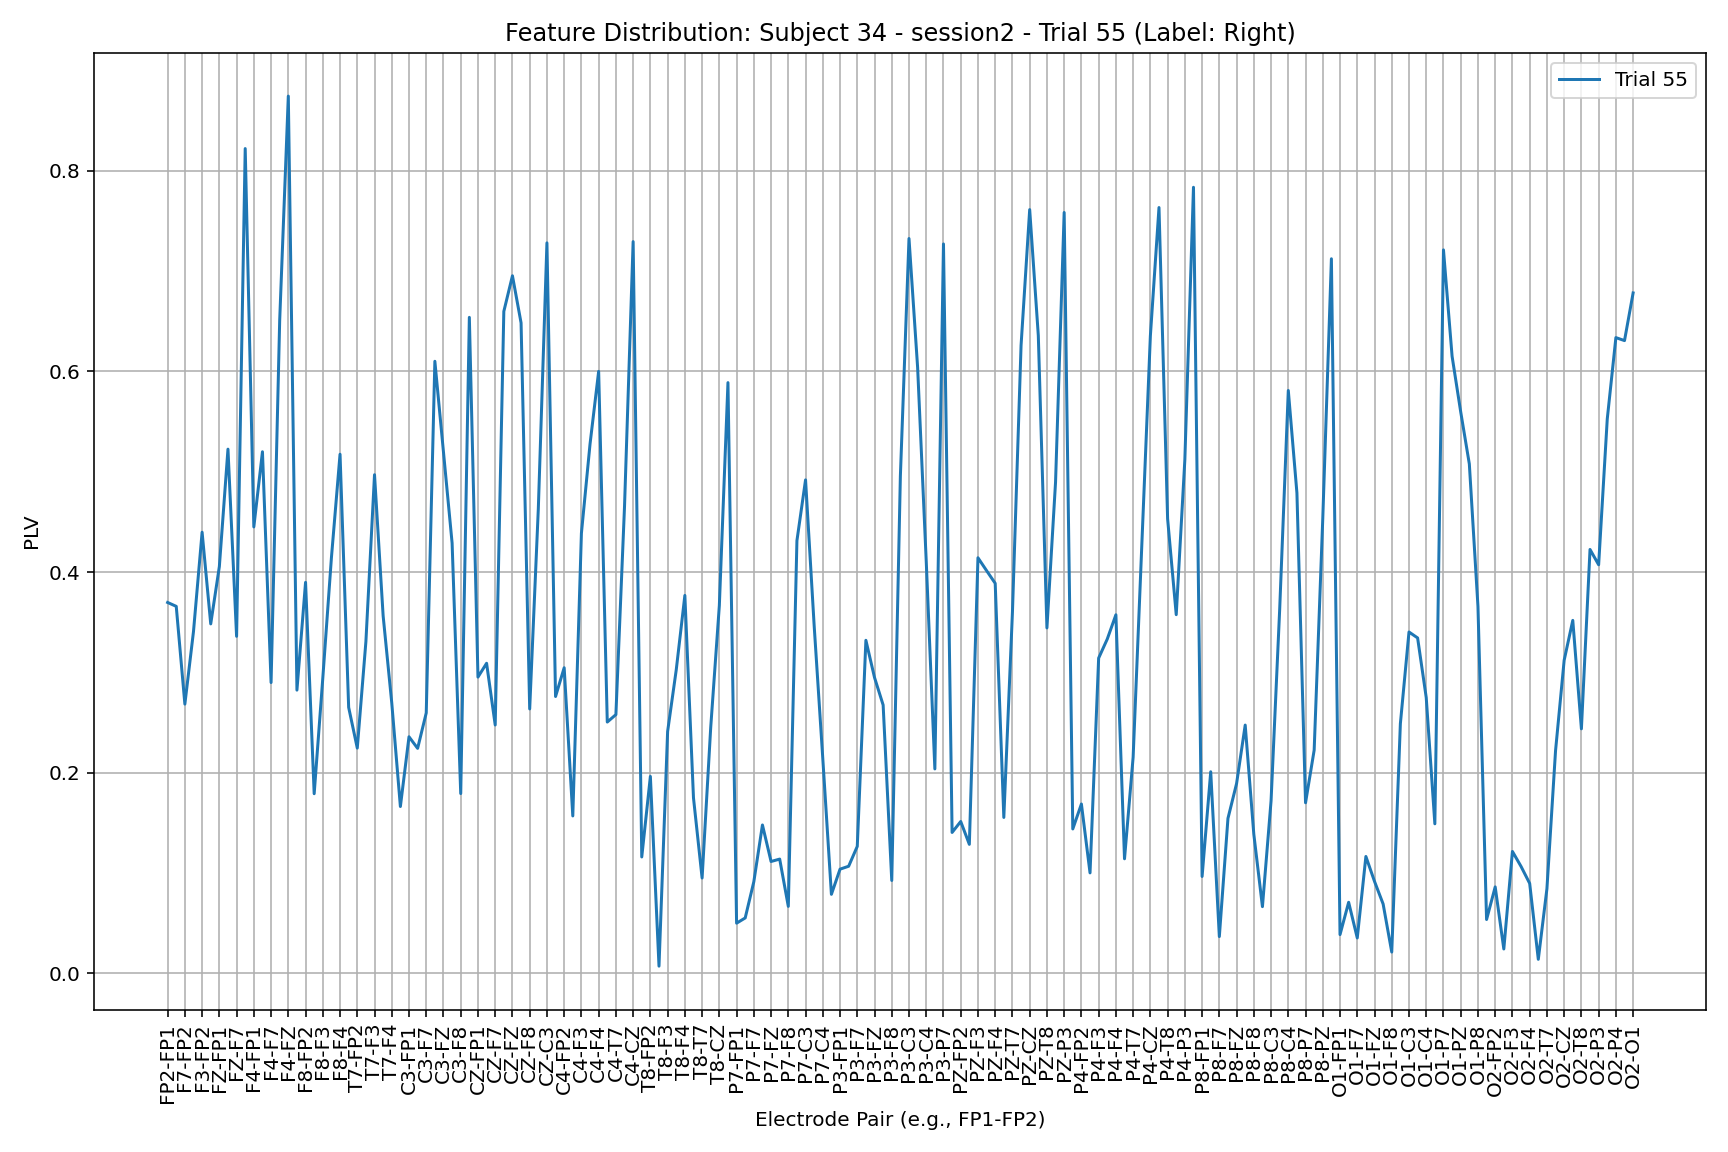 Feature Distribution: Subject 34 - session2 - Trial 55 (Label: Right)
Trial 55
PLV
0.8
0.6
0.4
0.2
0.0
FP2-FP1
F7-FP2
F3-FP2
FZ-FP1
FZ-F7
F4-FP1
F4-F7
F4-FZ
F8-FP2
F8-F3
F8-F4
T7-FP2
T7-F3
T7-F4
C3-FP1
C3-F7
C3-FZ
C3-F8
CZ-FP1
CZ-F7
CZ-FZ
CZ-F8
CZ-C3
C4-FP2
C4-F3
C4-F4
C4-T7
C4-CZ
T8-FP2
T8-F3
T8-F4
T8-T7
T8-CZ
P7-FP1
P7-F7
P7-FZ
P7-F8
P7-C3
P7-C4
P3-FP1
P3-F7
P3-FZ
P3-F8
P3-C3
P3-C4
P3-P7
PZ-FP2
PZ-F3
PZ-F4
PZ-T7
PZ-CZ
PZ-T8
PZ-P3
P4-FP2
P4-F3
P4-F4
P4-T7
P4-CZ
P4-T8
P4-P3
P8-FP1
P8-F7
P8-FZ
P8-F8
P8-C3
P8-C4
P8-P7
P8-PZ
O1-FP1
O1-F7
O1-FZ
O1-F8
O1-C3
O1-C4
O1-P7
O1-PZ
O1-P8
O2-FP2
O2-F3
O2-F4
O2-T7
O2-CZ
O2-T8
O2-P3
O2-P4
O2-O1
Electrode Pair (e.g., FP1-FP2)